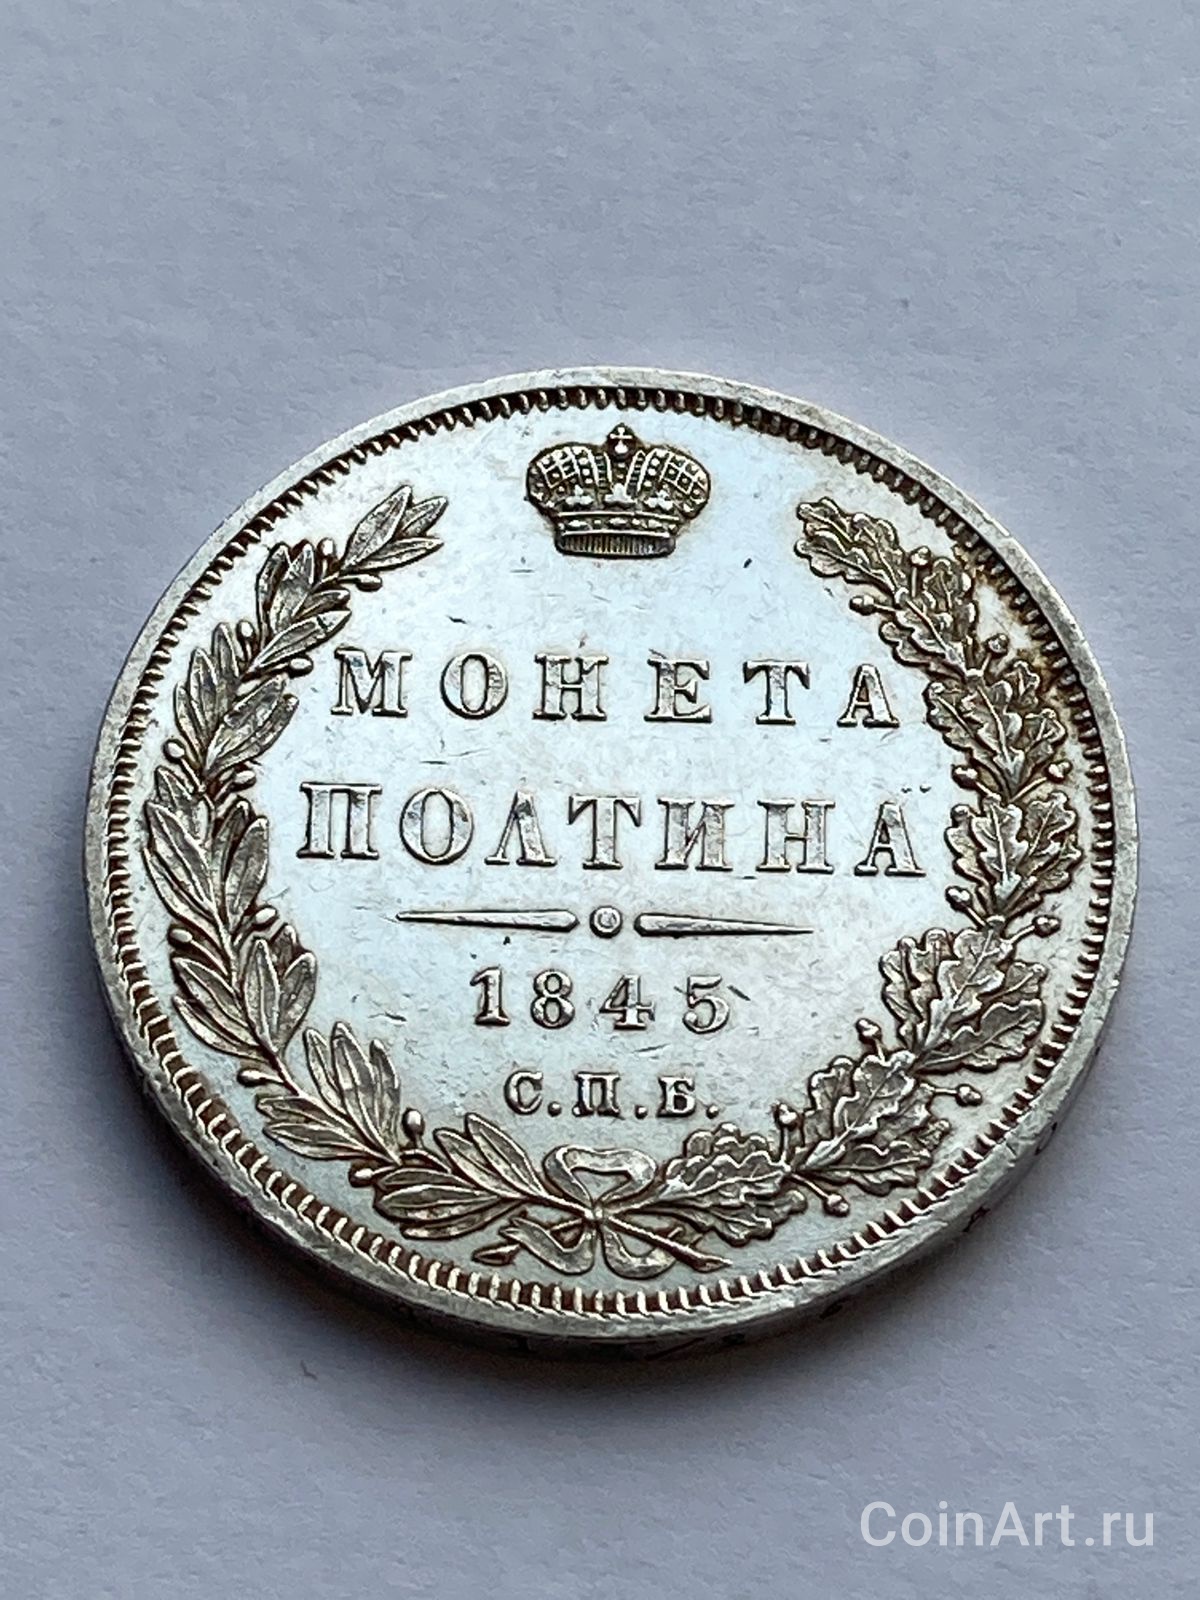 МОНЕТА
ПОЛТИНА
1845
С.П.Б.
CoinArt.ru